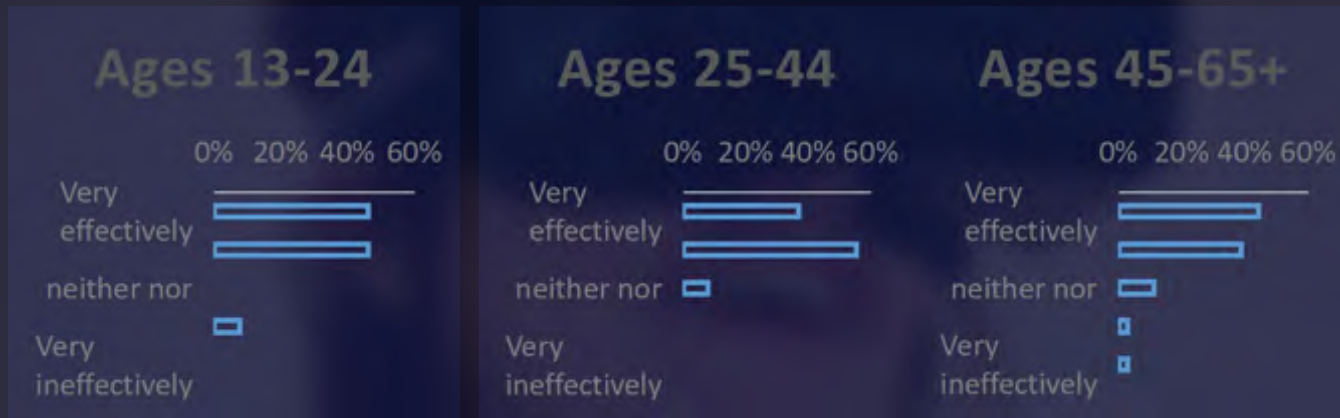 Ages 13-24
0% 20% 40% 60%
Very
effectively
neither nor
Very
ineffectively
Ages 25-44
0% 20% 40% 60%
Very
effectively
neither nor
Very
ineffectively
Ages 45-65+
0% 20% 40% 60%
Very
effectively
neither nor
Very
ineffectively